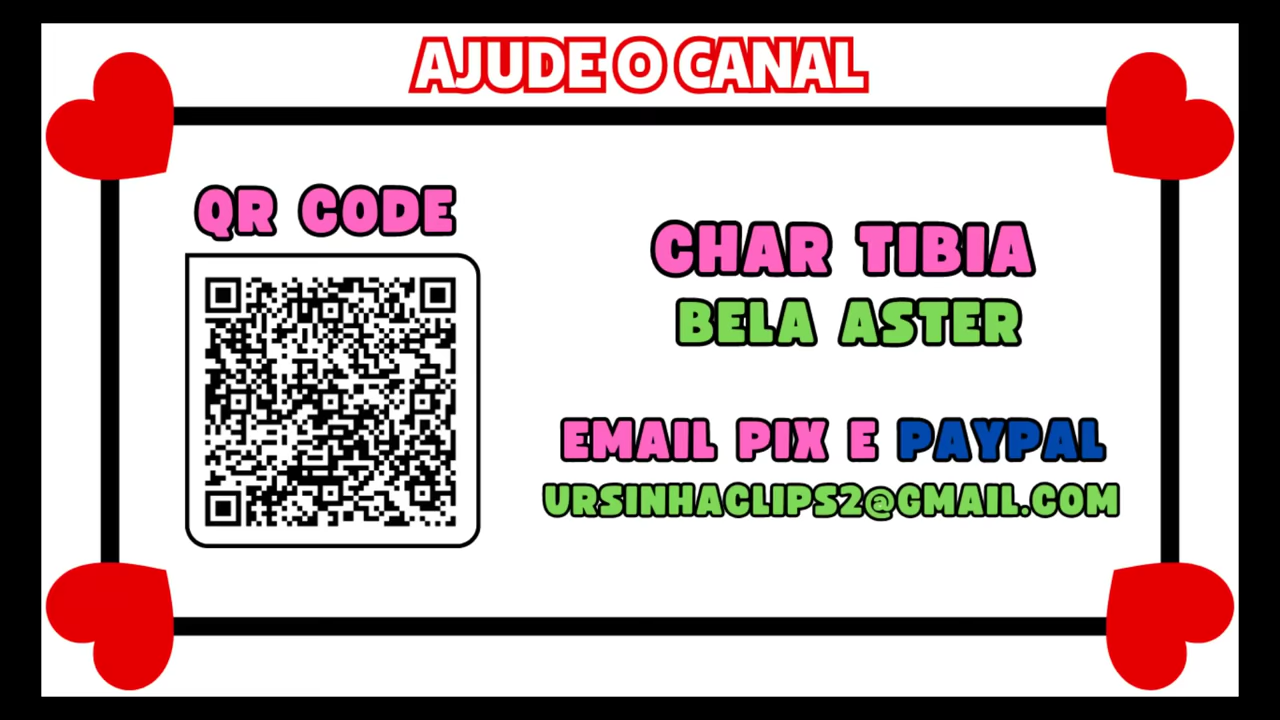 AJUDE O CANAL
QR CODE
CHAR TIBIA
BELA ASTER
EMAIL PIX E PAYPAL
URSINHACLIPS2@GMAIL.COM